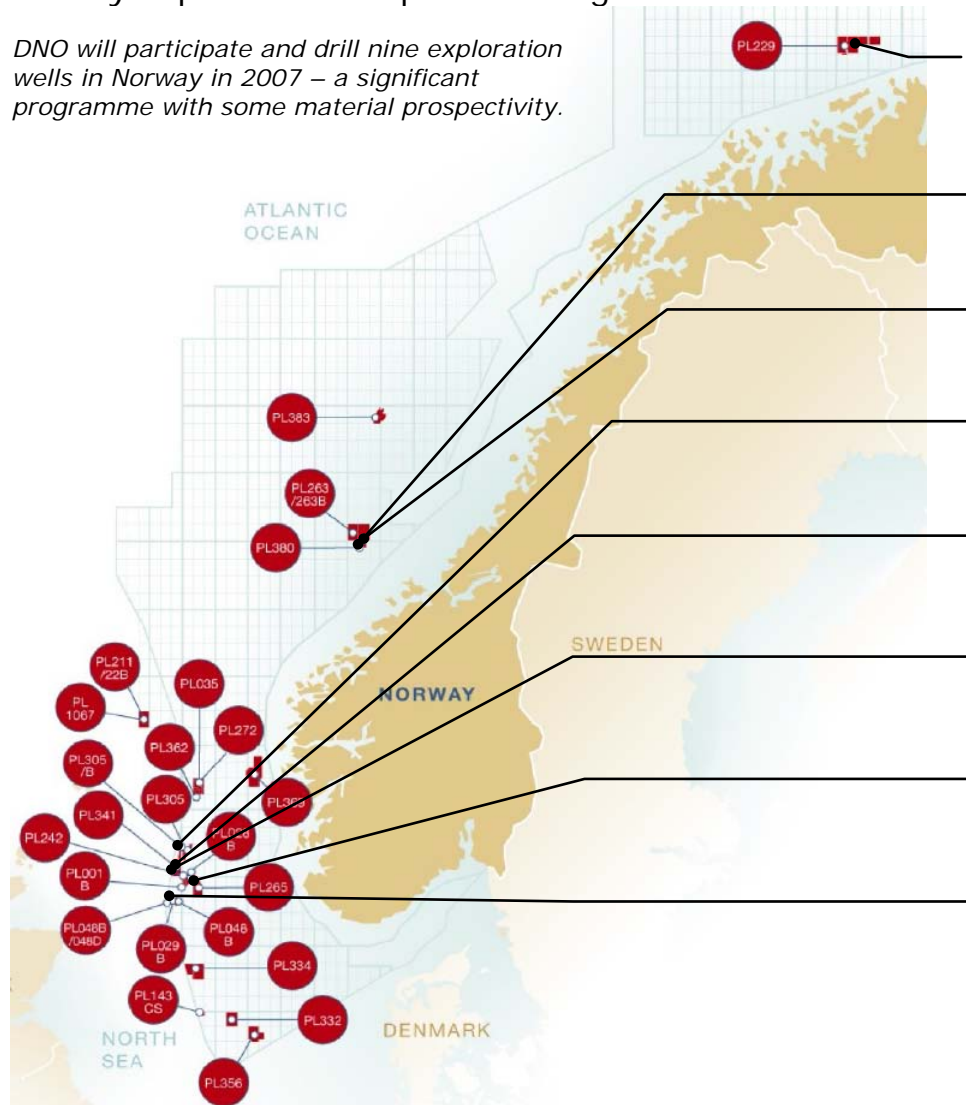 DNO will participate and drill nine exploration
wells in Norway in 2007 – a significant
programme with some material prospectivity.
PL229
ATLANTIC
OCEAN
PL383
PL263
/263B
PL380
SWEDEN
NORWAY
PL211
/22B
PL035
PL
1067
PL272
PL362
PL305
/B
PL305
PL369
PL341
PL028
B
PL242
PL001
B
PL265
PL048B
/048D
PL048
B
PL029
B
PL334
PL143
CS
PL332
NORTH
SEA
DENMARK
PL356